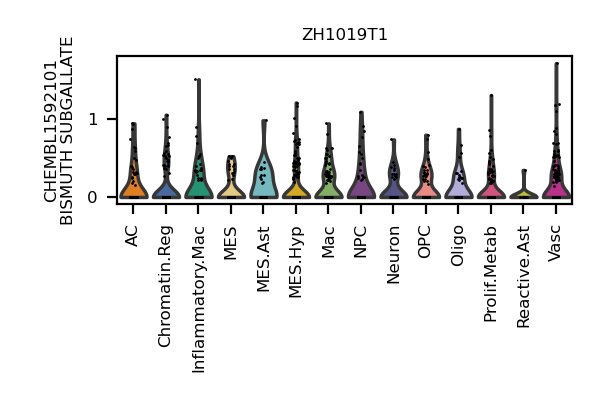 ZH1019T1
CHEMBL1592101
BISMUTH SUBGALLATE
1
0
AC
Chromatin.Reg
Inflammatory.Mac
MES
MES.Ast
MES.Hyp
Mac
NPC
Neuron
OPC
Oligo
Prolif.Metab
Reactive.Ast
Vasc